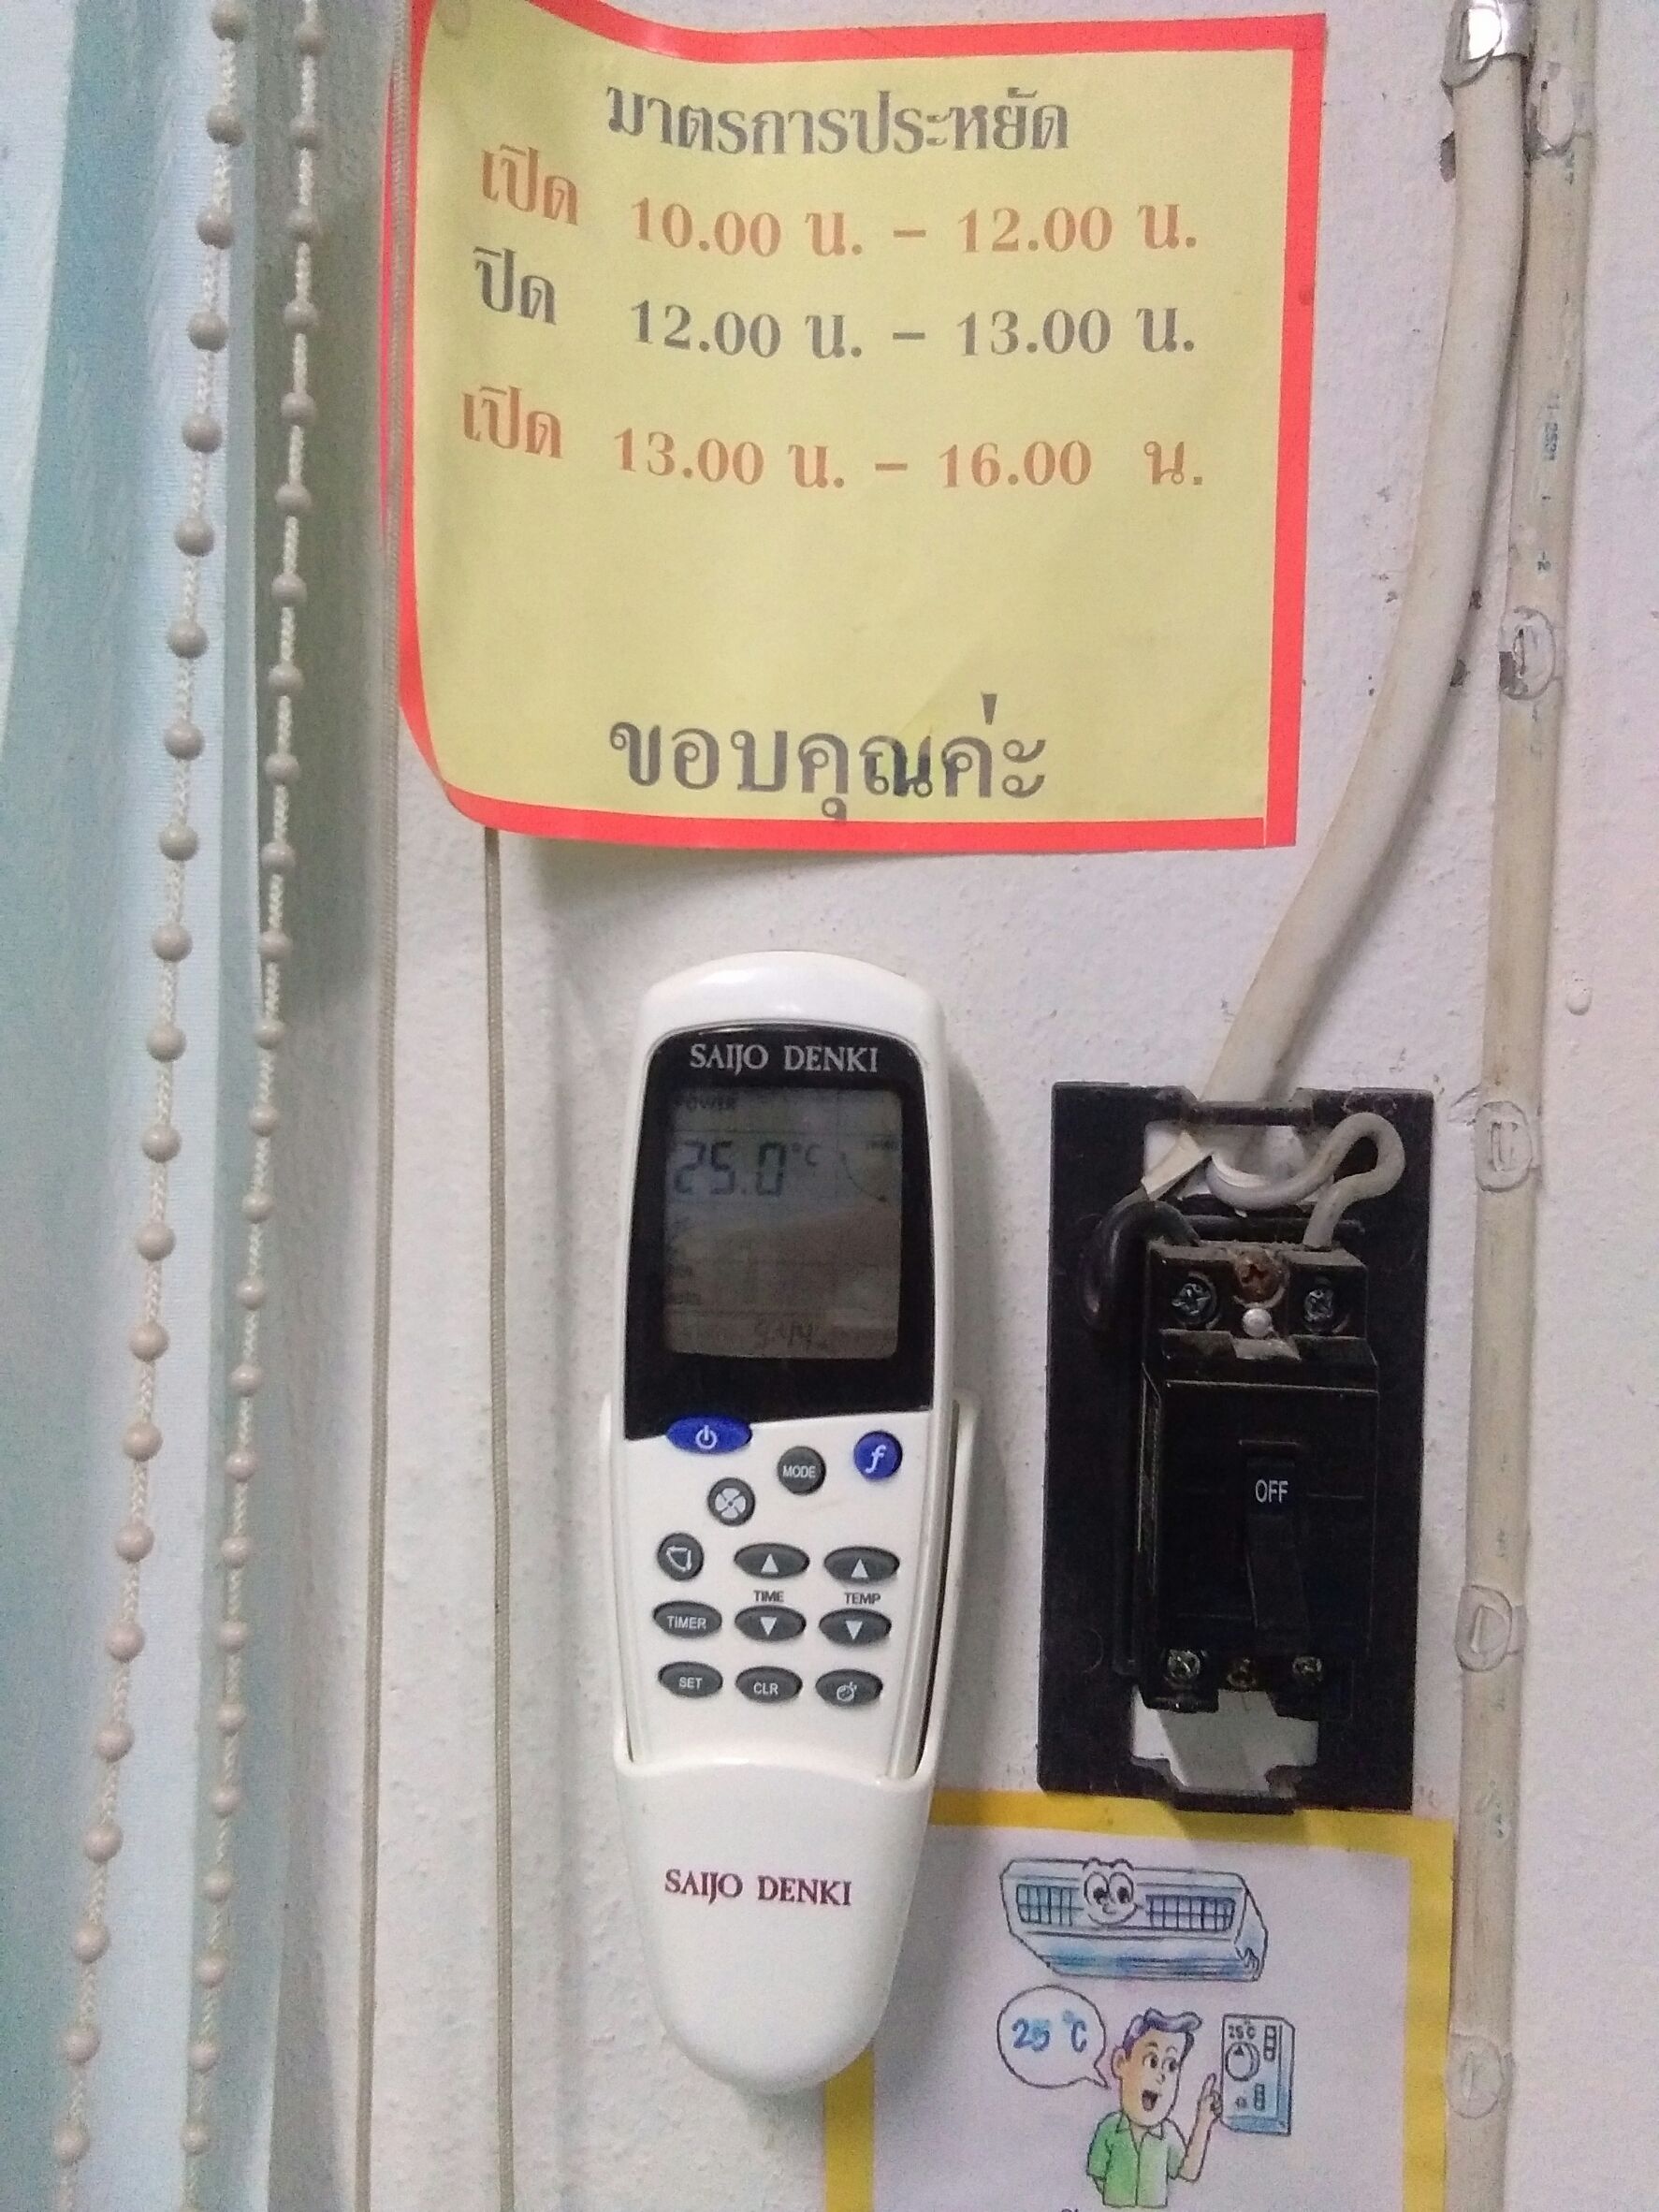 มาตรการประหยัด
เปิด 10.00 น. – 12.00 น.
ปิด 12.00 น. – 13.00 น.
เปิด 13.00 น. – 16.00 น.
ขอบคุณค่ะ
SAIJO DENKI
POWER
25.0°C
MODE
f
TIME
TEMP
TIMER
SET
CLR
SAIJO DENKI
OFF
25 °C
25°C